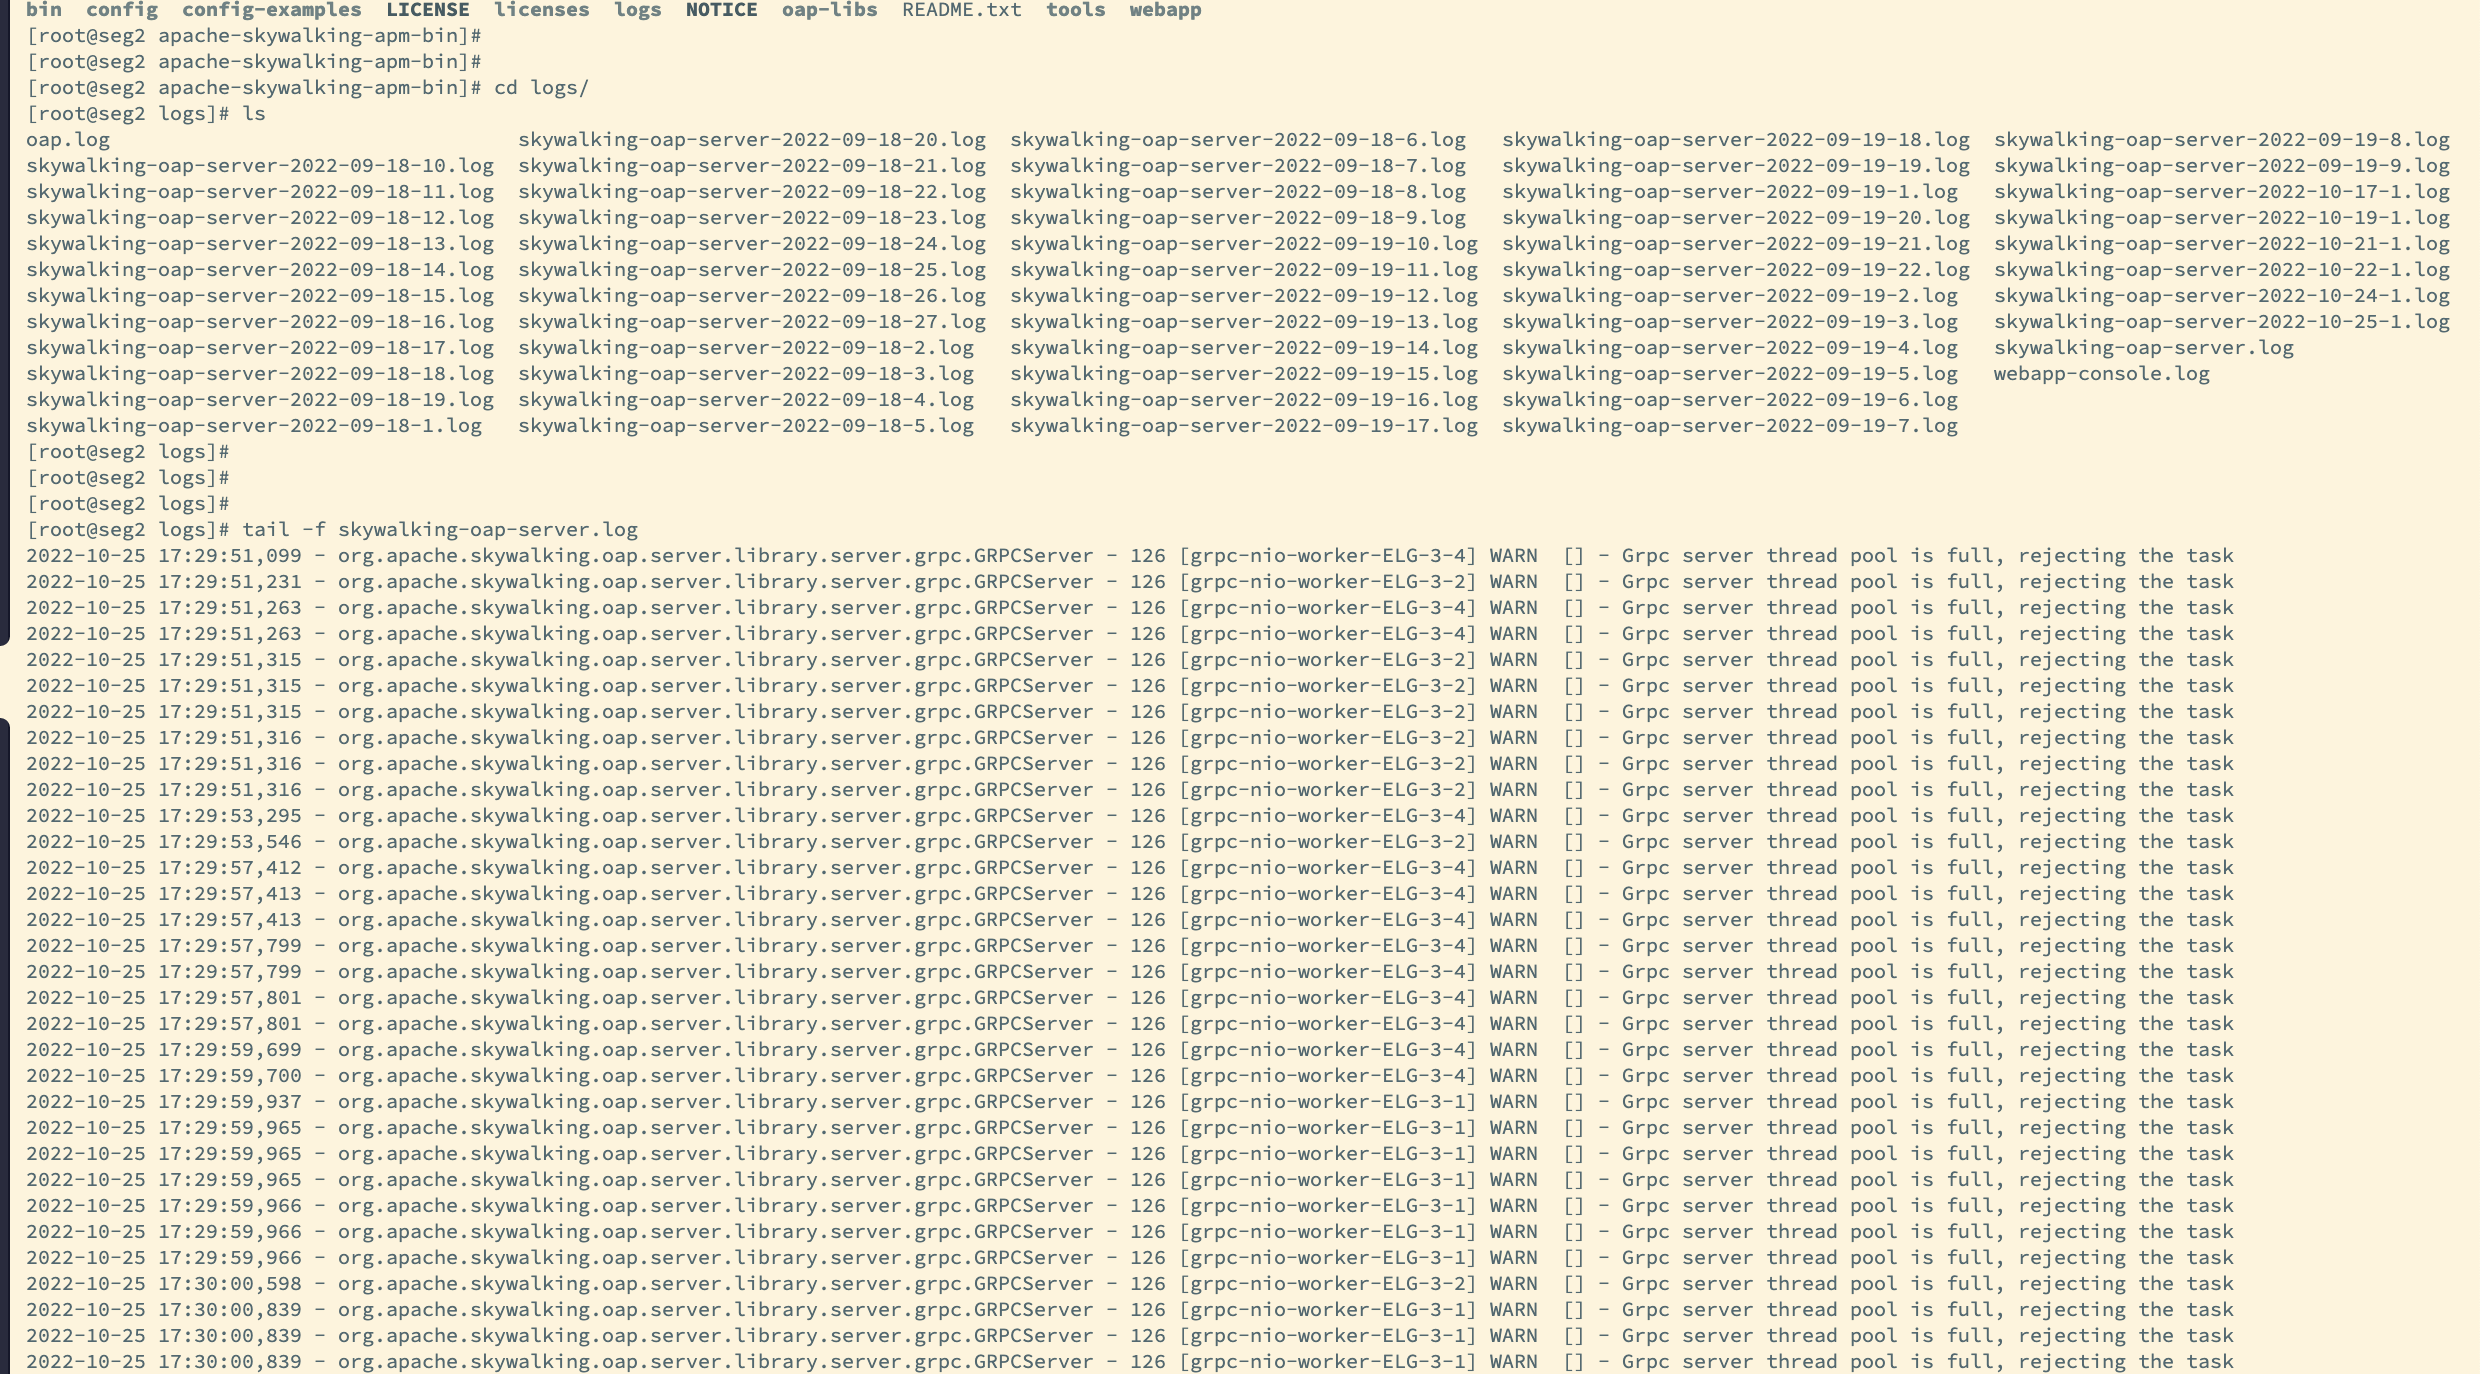 bin  config  config-examples  LICENSE  licenses  logs  NOTICE  oap-libs  README.txt  tools  webapp
[root@seg2 apache-skywalking-apm-bin]#
[root@seg2 apache-skywalking-apm-bin]#
[root@seg2 apache-skywalking-apm-bin]# cd logs/
[root@seg2 logs]# ls
oap.log                                  skywalking-oap-server-2022-09-18-20.log  skywalking-oap-server-2022-09-18-6.log   skywalking-oap-server-2022-09-19-18.log  skywalking-oap-server-2022-09-19-8.log
skywalking-oap-server-2022-09-18-10.log  skywalking-oap-server-2022-09-18-21.log  skywalking-oap-server-2022-09-18-7.log   skywalking-oap-server-2022-09-19-19.log  skywalking-oap-server-2022-09-19-9.log
skywalking-oap-server-2022-09-18-11.log  skywalking-oap-server-2022-09-18-22.log  skywalking-oap-server-2022-09-18-8.log   skywalking-oap-server-2022-09-19-1.log   skywalking-oap-server-2022-10-17-1.log
skywalking-oap-server-2022-09-18-12.log  skywalking-oap-server-2022-09-18-23.log  skywalking-oap-server-2022-09-18-9.log   skywalking-oap-server-2022-09-19-20.log  skywalking-oap-server-2022-10-19-1.log
skywalking-oap-server-2022-09-18-13.log  skywalking-oap-server-2022-09-18-24.log  skywalking-oap-server-2022-09-19-10.log  skywalking-oap-server-2022-09-19-21.log  skywalking-oap-server-2022-10-21-1.log
skywalking-oap-server-2022-09-18-14.log  skywalking-oap-server-2022-09-18-25.log  skywalking-oap-server-2022-09-19-11.log  skywalking-oap-server-2022-09-19-22.log  skywalking-oap-server-2022-10-22-1.log
skywalking-oap-server-2022-09-18-15.log  skywalking-oap-server-2022-09-18-26.log  skywalking-oap-server-2022-09-19-12.log  skywalking-oap-server-2022-09-19-2.log   skywalking-oap-server-2022-10-24-1.log
skywalking-oap-server-2022-09-18-16.log  skywalking-oap-server-2022-09-18-27.log  skywalking-oap-server-2022-09-19-13.log  skywalking-oap-server-2022-09-19-3.log   skywalking-oap-server-2022-10-25-1.log
skywalking-oap-server-2022-09-18-17.log  skywalking-oap-server-2022-09-18-2.log   skywalking-oap-server-2022-09-19-14.log  skywalking-oap-server-2022-09-19-4.log   skywalking-oap-server.log
skywalking-oap-server-2022-09-18-18.log  skywalking-oap-server-2022-09-18-3.log   skywalking-oap-server-2022-09-19-15.log  skywalking-oap-server-2022-09-19-5.log   webapp-console.log
skywalking-oap-server-2022-09-18-19.log  skywalking-oap-server-2022-09-18-4.log   skywalking-oap-server-2022-09-19-16.log  skywalking-oap-server-2022-09-19-6.log
skywalking-oap-server-2022-09-18-1.log   skywalking-oap-server-2022-09-18-5.log   skywalking-oap-server-2022-09-19-17.log  skywalking-oap-server-2022-09-19-7.log
[root@seg2 logs]#
[root@seg2 logs]#
[root@seg2 logs]#
[root@seg2 logs]# tail -f skywalking-oap-server.log
2022-10-25 17:29:51,099 - org.apache.skywalking.oap.server.library.server.grpc.GRPCServer - 126 [grpc-nio-worker-ELG-3-4] WARN  [] - Grpc server thread pool is full, rejecting the task
2022-10-25 17:29:51,231 - org.apache.skywalking.oap.server.library.server.grpc.GRPCServer - 126 [grpc-nio-worker-ELG-3-2] WARN  [] - Grpc server thread pool is full, rejecting the task
2022-10-25 17:29:51,263 - org.apache.skywalking.oap.server.library.server.grpc.GRPCServer - 126 [grpc-nio-worker-ELG-3-4] WARN  [] - Grpc server thread pool is full, rejecting the task
2022-10-25 17:29:51,263 - org.apache.skywalking.oap.server.library.server.grpc.GRPCServer - 126 [grpc-nio-worker-ELG-3-4] WARN  [] - Grpc server thread pool is full, rejecting the task
2022-10-25 17:29:51,315 - org.apache.skywalking.oap.server.library.server.grpc.GRPCServer - 126 [grpc-nio-worker-ELG-3-2] WARN  [] - Grpc server thread pool is full, rejecting the task
2022-10-25 17:29:51,315 - org.apache.skywalking.oap.server.library.server.grpc.GRPCServer - 126 [grpc-nio-worker-ELG-3-2] WARN  [] - Grpc server thread pool is full, rejecting the task
2022-10-25 17:29:51,315 - org.apache.skywalking.oap.server.library.server.grpc.GRPCServer - 126 [grpc-nio-worker-ELG-3-2] WARN  [] - Grpc server thread pool is full, rejecting the task
2022-10-25 17:29:51,316 - org.apache.skywalking.oap.server.library.server.grpc.GRPCServer - 126 [grpc-nio-worker-ELG-3-2] WARN  [] - Grpc server thread pool is full, rejecting the task
2022-10-25 17:29:51,316 - org.apache.skywalking.oap.server.library.server.grpc.GRPCServer - 126 [grpc-nio-worker-ELG-3-2] WARN  [] - Grpc server thread pool is full, rejecting the task
2022-10-25 17:29:51,316 - org.apache.skywalking.oap.server.library.server.grpc.GRPCServer - 126 [grpc-nio-worker-ELG-3-2] WARN  [] - Grpc server thread pool is full, rejecting the task
2022-10-25 17:29:53,295 - org.apache.skywalking.oap.server.library.server.grpc.GRPCServer - 126 [grpc-nio-worker-ELG-3-4] WARN  [] - Grpc server thread pool is full, rejecting the task
2022-10-25 17:29:53,546 - org.apache.skywalking.oap.server.library.server.grpc.GRPCServer - 126 [grpc-nio-worker-ELG-3-2] WARN  [] - Grpc server thread pool is full, rejecting the task
2022-10-25 17:29:57,412 - org.apache.skywalking.oap.server.library.server.grpc.GRPCServer - 126 [grpc-nio-worker-ELG-3-4] WARN  [] - Grpc server thread pool is full, rejecting the task
2022-10-25 17:29:57,413 - org.apache.skywalking.oap.server.library.server.grpc.GRPCServer - 126 [grpc-nio-worker-ELG-3-4] WARN  [] - Grpc server thread pool is full, rejecting the task
2022-10-25 17:29:57,413 - org.apache.skywalking.oap.server.library.server.grpc.GRPCServer - 126 [grpc-nio-worker-ELG-3-4] WARN  [] - Grpc server thread pool is full, rejecting the task
2022-10-25 17:29:57,799 - org.apache.skywalking.oap.server.library.server.grpc.GRPCServer - 126 [grpc-nio-worker-ELG-3-4] WARN  [] - Grpc server thread pool is full, rejecting the task
2022-10-25 17:29:57,799 - org.apache.skywalking.oap.server.library.server.grpc.GRPCServer - 126 [grpc-nio-worker-ELG-3-4] WARN  [] - Grpc server thread pool is full, rejecting the task
2022-10-25 17:29:57,801 - org.apache.skywalking.oap.server.library.server.grpc.GRPCServer - 126 [grpc-nio-worker-ELG-3-4] WARN  [] - Grpc server thread pool is full, rejecting the task
2022-10-25 17:29:57,801 - org.apache.skywalking.oap.server.library.server.grpc.GRPCServer - 126 [grpc-nio-worker-ELG-3-4] WARN  [] - Grpc server thread pool is full, rejecting the task
2022-10-25 17:29:59,699 - org.apache.skywalking.oap.server.library.server.grpc.GRPCServer - 126 [grpc-nio-worker-ELG-3-4] WARN  [] - Grpc server thread pool is full, rejecting the task
2022-10-25 17:29:59,700 - org.apache.skywalking.oap.server.library.server.grpc.GRPCServer - 126 [grpc-nio-worker-ELG-3-4] WARN  [] - Grpc server thread pool is full, rejecting the task
2022-10-25 17:29:59,937 - org.apache.skywalking.oap.server.library.server.grpc.GRPCServer - 126 [grpc-nio-worker-ELG-3-1] WARN  [] - Grpc server thread pool is full, rejecting the task
2022-10-25 17:29:59,965 - org.apache.skywalking.oap.server.library.server.grpc.GRPCServer - 126 [grpc-nio-worker-ELG-3-1] WARN  [] - Grpc server thread pool is full, rejecting the task
2022-10-25 17:29:59,965 - org.apache.skywalking.oap.server.library.server.grpc.GRPCServer - 126 [grpc-nio-worker-ELG-3-1] WARN  [] - Grpc server thread pool is full, rejecting the task
2022-10-25 17:29:59,965 - org.apache.skywalking.oap.server.library.server.grpc.GRPCServer - 126 [grpc-nio-worker-ELG-3-1] WARN  [] - Grpc server thread pool is full, rejecting the task
2022-10-25 17:29:59,966 - org.apache.skywalking.oap.server.library.server.grpc.GRPCServer - 126 [grpc-nio-worker-ELG-3-1] WARN  [] - Grpc server thread pool is full, rejecting the task
2022-10-25 17:29:59,966 - org.apache.skywalking.oap.server.library.server.grpc.GRPCServer - 126 [grpc-nio-worker-ELG-3-1] WARN  [] - Grpc server thread pool is full, rejecting the task
2022-10-25 17:29:59,966 - org.apache.skywalking.oap.server.library.server.grpc.GRPCServer - 126 [grpc-nio-worker-ELG-3-1] WARN  [] - Grpc server thread pool is full, rejecting the task
2022-10-25 17:30:00,598 - org.apache.skywalking.oap.server.library.server.grpc.GRPCServer - 126 [grpc-nio-worker-ELG-3-2] WARN  [] - Grpc server thread pool is full, rejecting the task
2022-10-25 17:30:00,839 - org.apache.skywalking.oap.server.library.server.grpc.GRPCServer - 126 [grpc-nio-worker-ELG-3-1] WARN  [] - Grpc server thread pool is full, rejecting the task
2022-10-25 17:30:00,839 - org.apache.skywalking.oap.server.library.server.grpc.GRPCServer - 126 [grpc-nio-worker-ELG-3-1] WARN  [] - Grpc server thread pool is full, rejecting the task
2022-10-25 17:30:00,839 - org.apache.skywalking.oap.server.library.server.grpc.GRPCServer - 126 [grpc-nio-worker-ELG-3-1] WARN  [] - Grpc server thread pool is full, rejecting the task